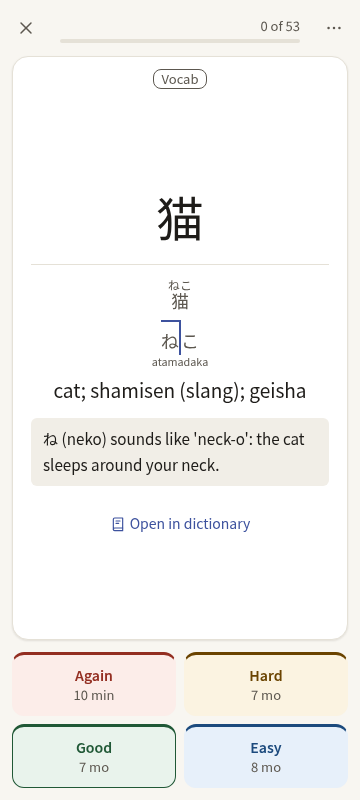 0 of 53
Vocab
猫
ねこ
猫
ねこ
atamadaka
cat; shamisen (slang); geisha
ね (neko) sounds like 'neck-o': the cat
sleeps around your neck.
Open in dictionary
Again
10 min
Hard
7 mo
Good
7 mo
Easy
8 mo